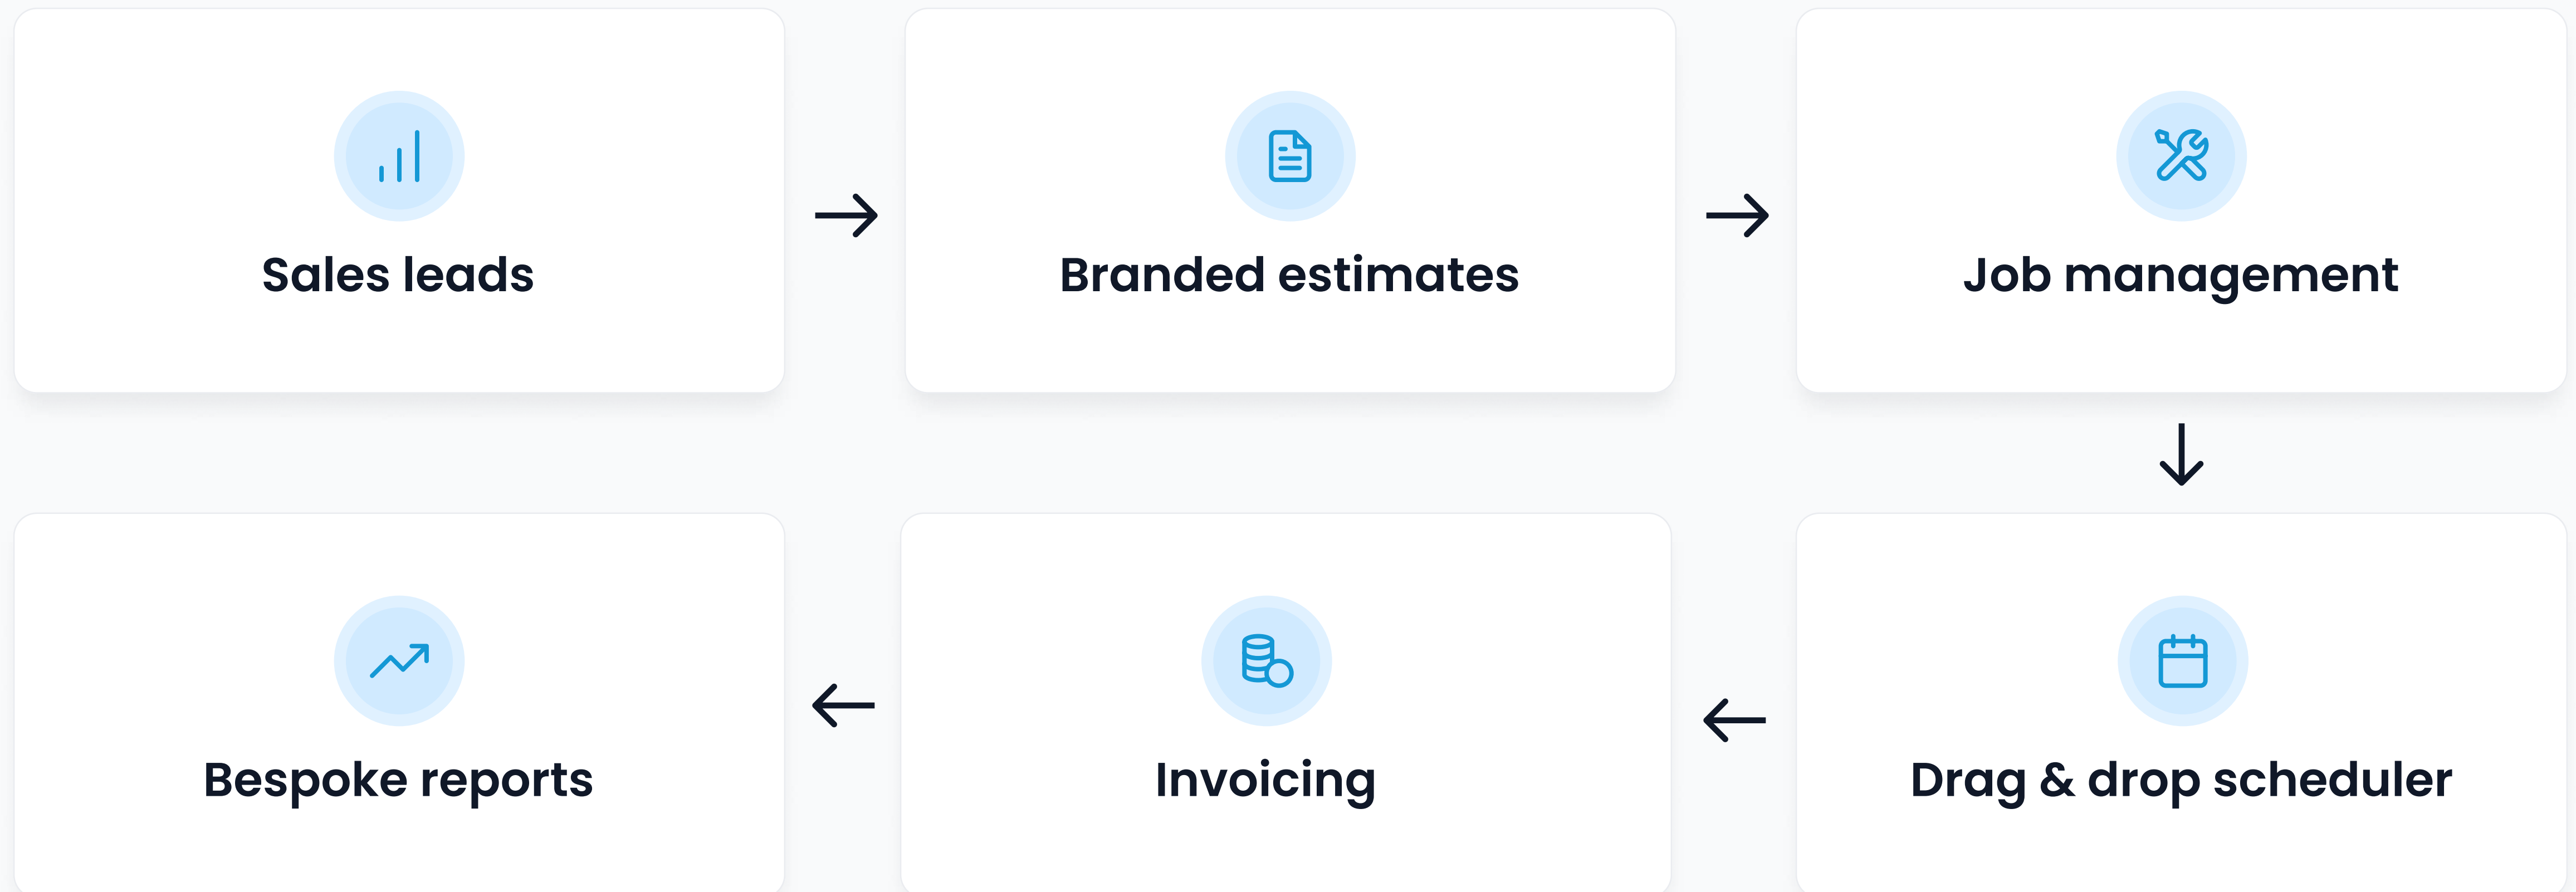 Sales leads
Branded estimates
Job management
Bespoke reports
Invoicing
Drag & drop scheduler